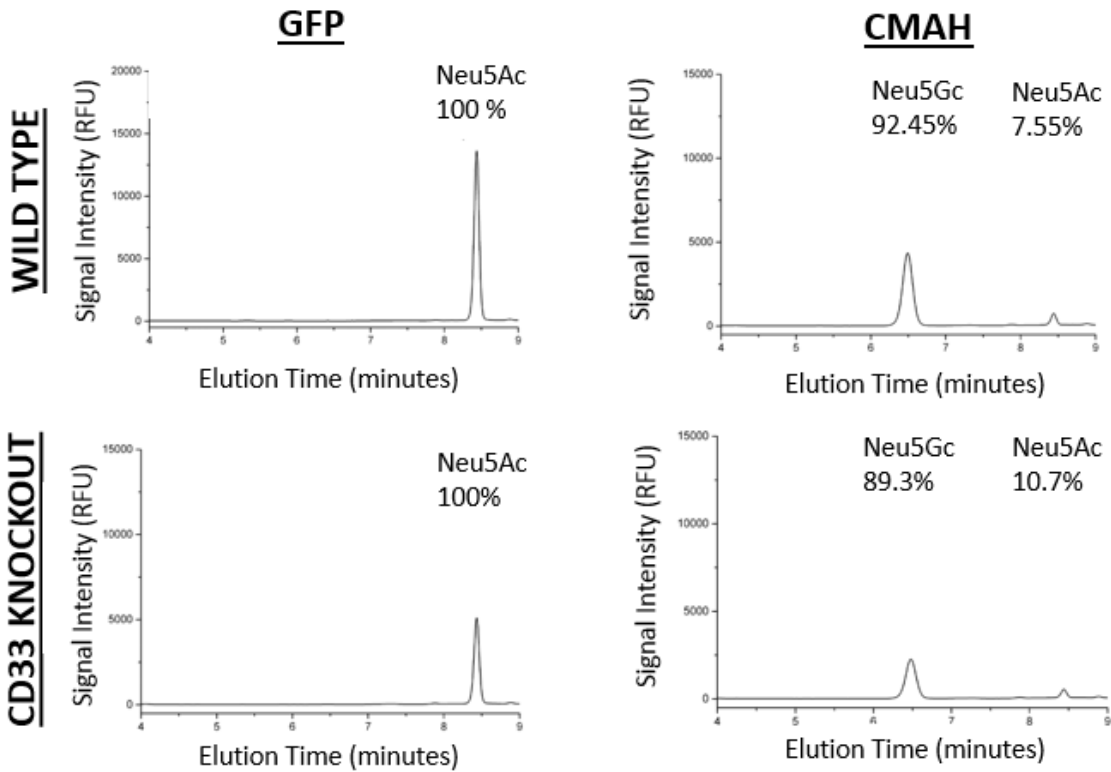 GFP
CMAH
WILD TYPE
Signal Intensity (RFU)
20000
15000
10000
5000
0
Neu5Ac
100 %
4 5 6 7 8 9
Elution Time (minutes)
Signal Intensity (RFU)
15000
10000
5000
0
Neu5Gc Neu5Ac
92.45% 7.55%
4 5 6 7 8 9
Elution Time (minutes)
CD33 KNOCKOUT
Signal Intensity (RFU)
15000
10000
5000
0
Neu5Ac
100%
4 5 6 7 8 9
Elution Time (minutes)
Signal Intensity (RFU)
15000
10000
5000
0
Neu5Gc Neu5Ac
89.3% 10.7%
4 5 6 7 8 9
Elution Time (minutes)